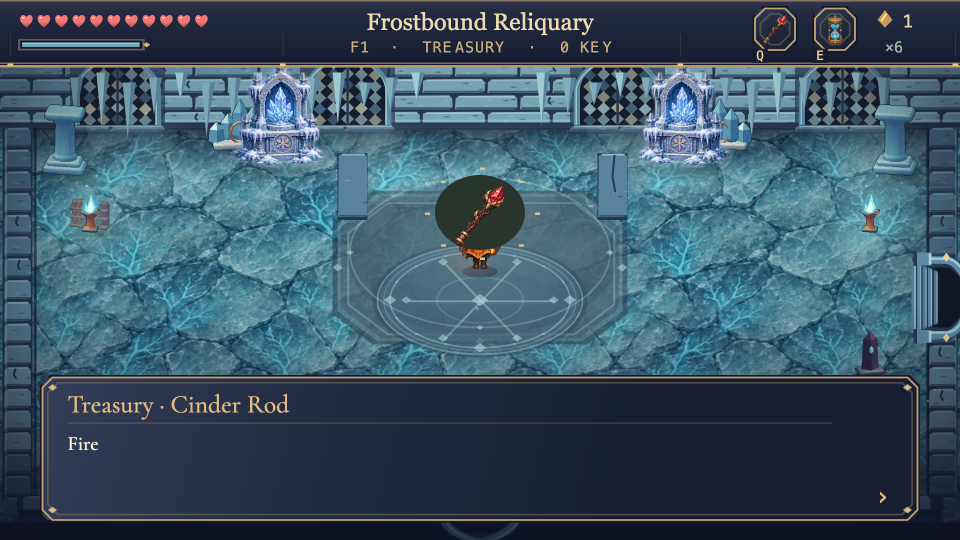 Frostbound Reliquary
F1 · TREASURY · 0 KEY
Q
E
1
×6
Treasury · Cinder Rod
Fire